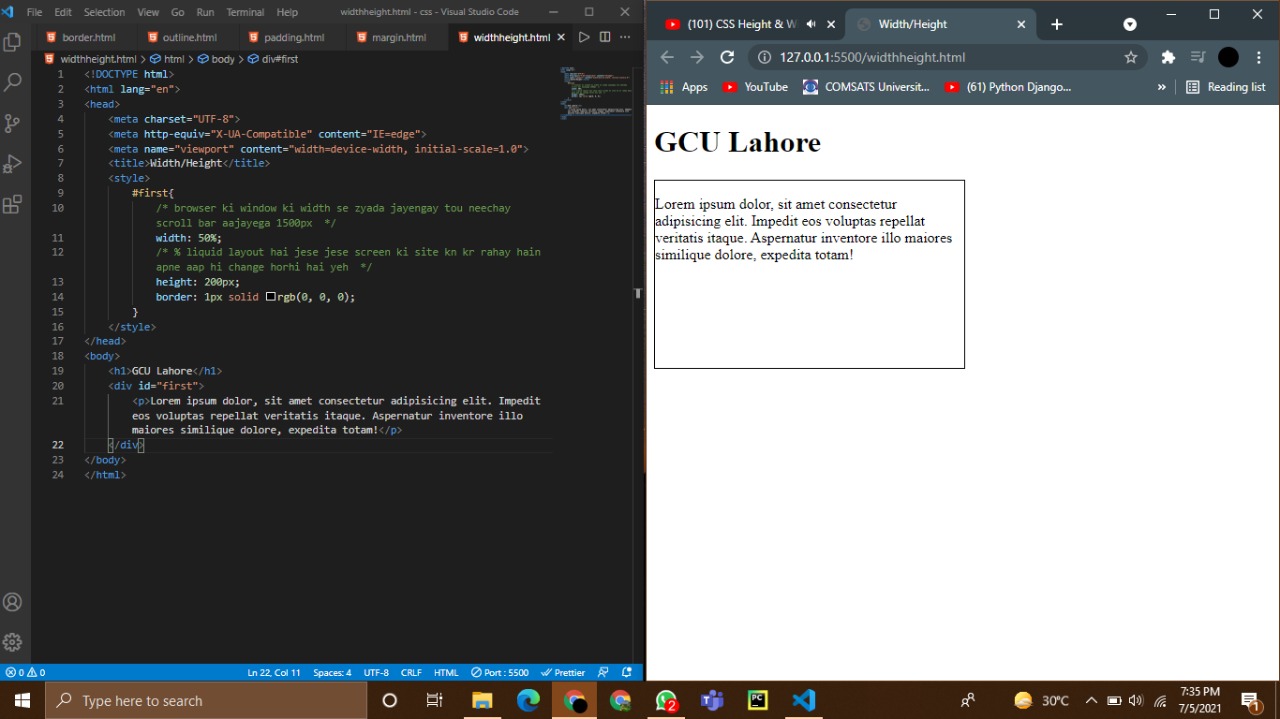 File Edit Selection View Go Run Terminal Help widthheight.html - css - Visual Studio Code
border.html outline.html padding.html margin.html widthheight.html
widthheight.html > html > body > div#first
1 <!DOCTYPE html>
2 <html lang="en">
3 <head>
4 <meta charset="UTF-8">
5 <meta http-equiv="X-UA-Compatible" content="IE=edge">
6 <meta name="viewport" content="width=device-width, initial-scale=1.0">
7 <title>Width/Height</title>
8 <style>
9 #first{
10 /* browser ki window ki width se zyada jayengay tou neechay
scroll bar aajayega 1500px */
11 width: 50%;
12 /* % liquid layout hai jese jese screen ki site kn kr rahay hain
apne aap hi change horhi hai yeh */
13 height: 200px;
14 border: 1px solid rgb(0, 0, 0);
15 }
16 </style>
17 </head>
18 <body>
19 <h1>GCU Lahore</h1>
20 <div id="first">
21 <p>Lorem ipsum dolor, sit amet consectetur adipisicing elit. Impedit
eos voluptas repellat veritatis itaque. Aspernatur inventore illo
maiores similique dolore, expedita totam!</p>
22 </div>
23 </body>
24 </html>
0 0 Ln 22, Col 11 Spaces: 4 UTF-8 CRLF HTML Port : 5500 Prettier
(101) CSS Height & W Width/Height
127.0.0.1:5500/widthheight.html
Apps YouTube COMSATS Universit... (61) Python Django... » Reading list
GCU Lahore
Lorem ipsum dolor, sit amet consectetur
adipisicing elit. Impedit eos voluptas repellat
veritatis itaque. Aspernatur inventore illo maiores
similique dolore, expedita totam!
Type here to search
2
PC
30°C
7:35 PM
7/5/2021
1